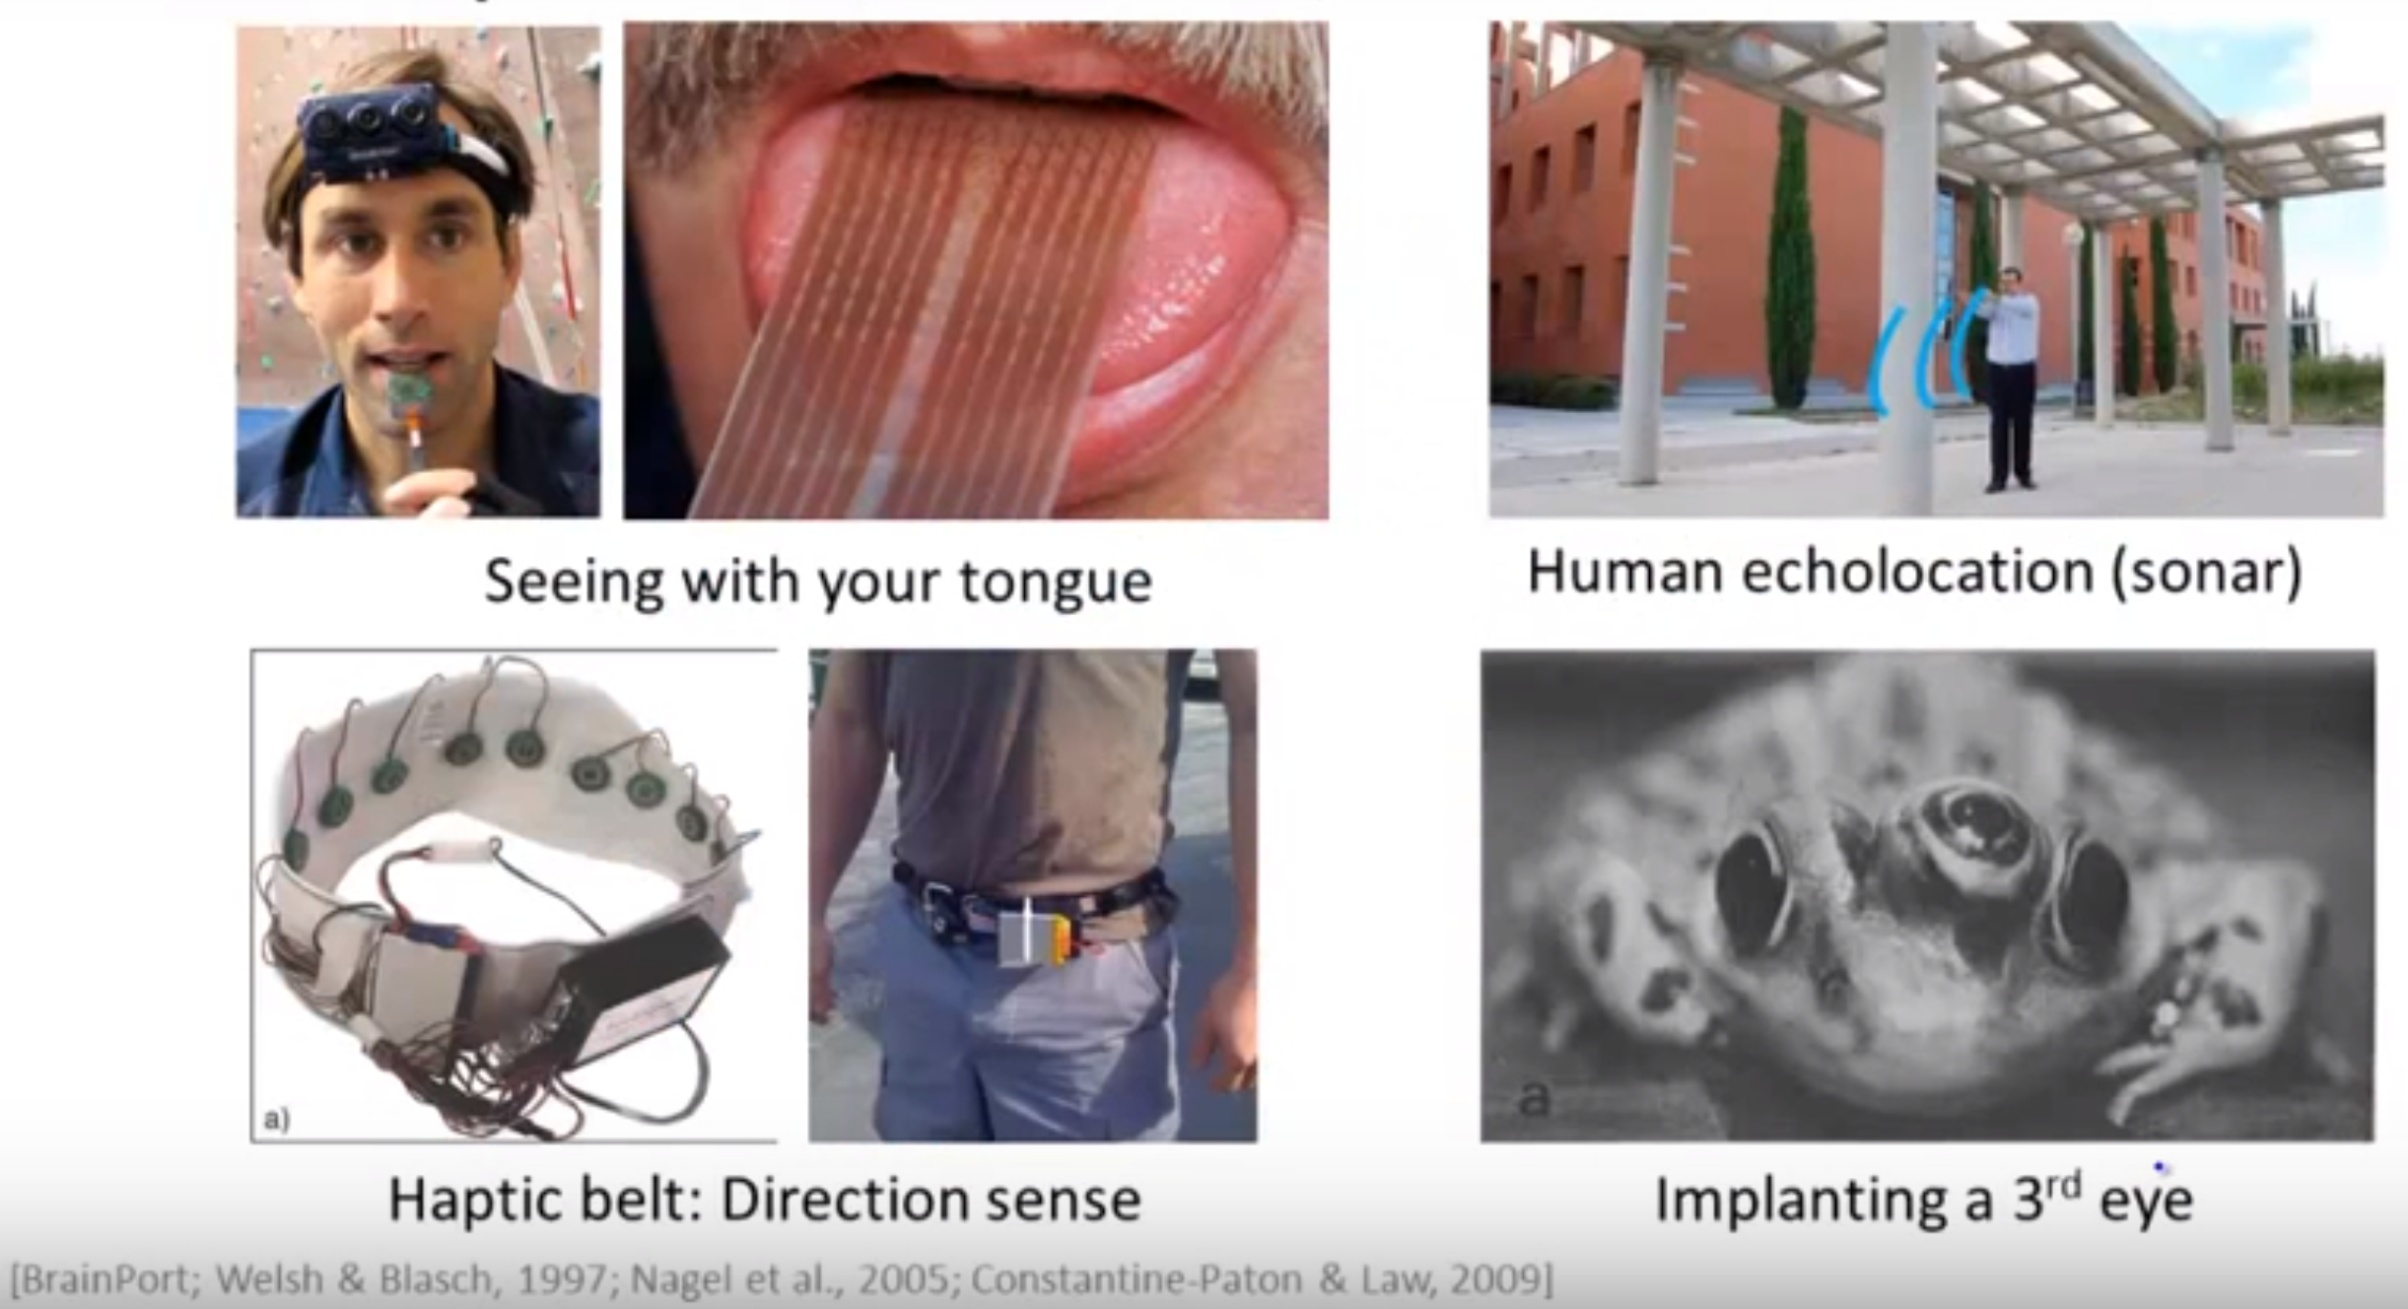 Seeing with your tongue
Human echolocation (sonar)
a)
a
Haptic belt: Direction sense
Implanting a 3rd eye
[BrainPort; Welsh & Blasch, 1997; Nagel et al., 2005; Constantine-Paton & Law, 2009]